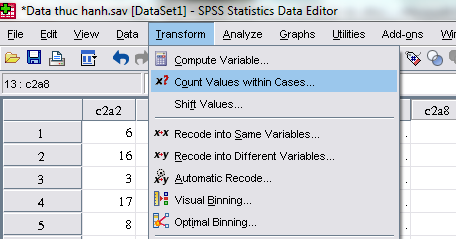 *Data thuc hanh.sav [DataSet1] - SPSS Statistics Data Editor
File Edit View Data Transform Analyze Graphs Utilities Add-ons W
Compute Variable...
13 : c2a8 x? Count Values within Cases...
Shift Values...
c2a2 c2a8
1 6 x•x Recode into Same Variables... .
2 16 x•y Recode into Different Variables... .
3 3 x-y Automatic Recode... .
4 17 Visual Binning... .
5 8 Optimal Binning... .